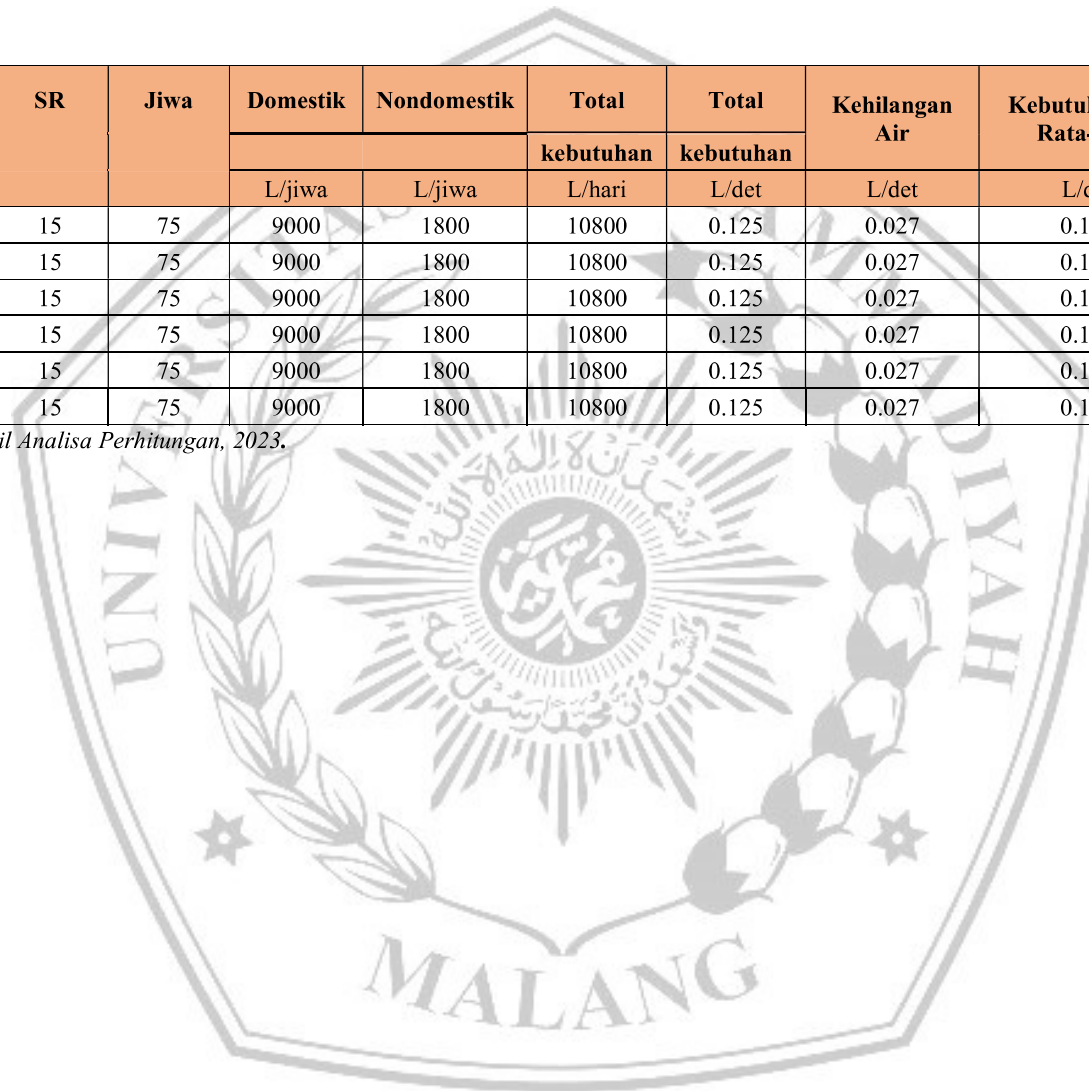 SR Jiwa Domestik Nondomestik Total Total Kehilangan Air
kebutuhan kebutuhan
L/jiwa L/jiwa L/hari L/det L/det
15 75 9000 1800 10800 0.125 0.027 0.1
15 75 9000 1800 10800 0.125 0.027 0.1
15 75 9000 1800 10800 0.125 0.027 0.1
15 75 9000 1800 10800 0.125 0.027 0.1
15 75 9000 1800 10800 0.125 0.027 0.1
15 75 9000 1800 10800 0.125 0.027 0.1
il Analisa Perhitungan, 2023.
MALANG